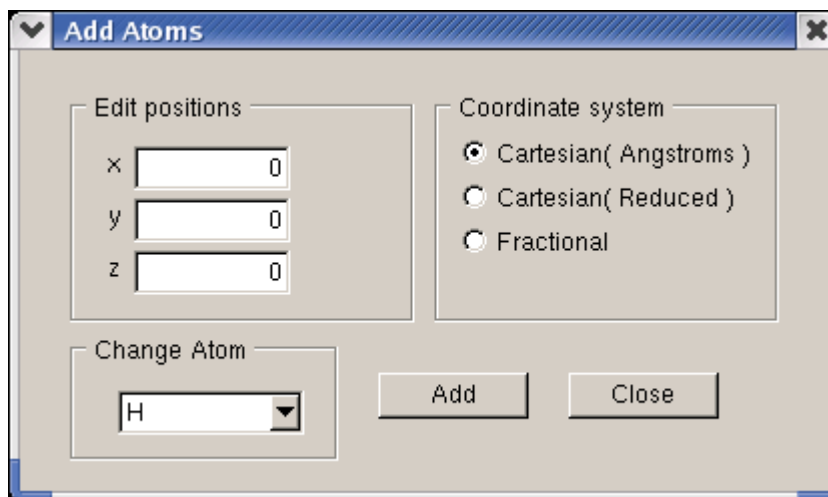 Add Atoms
Edit positions
x 0
y 0
z 0
Coordinate system
Cartesian( Angstroms )
Cartesian( Reduced )
Fractional
Change Atom
H
Add
Close